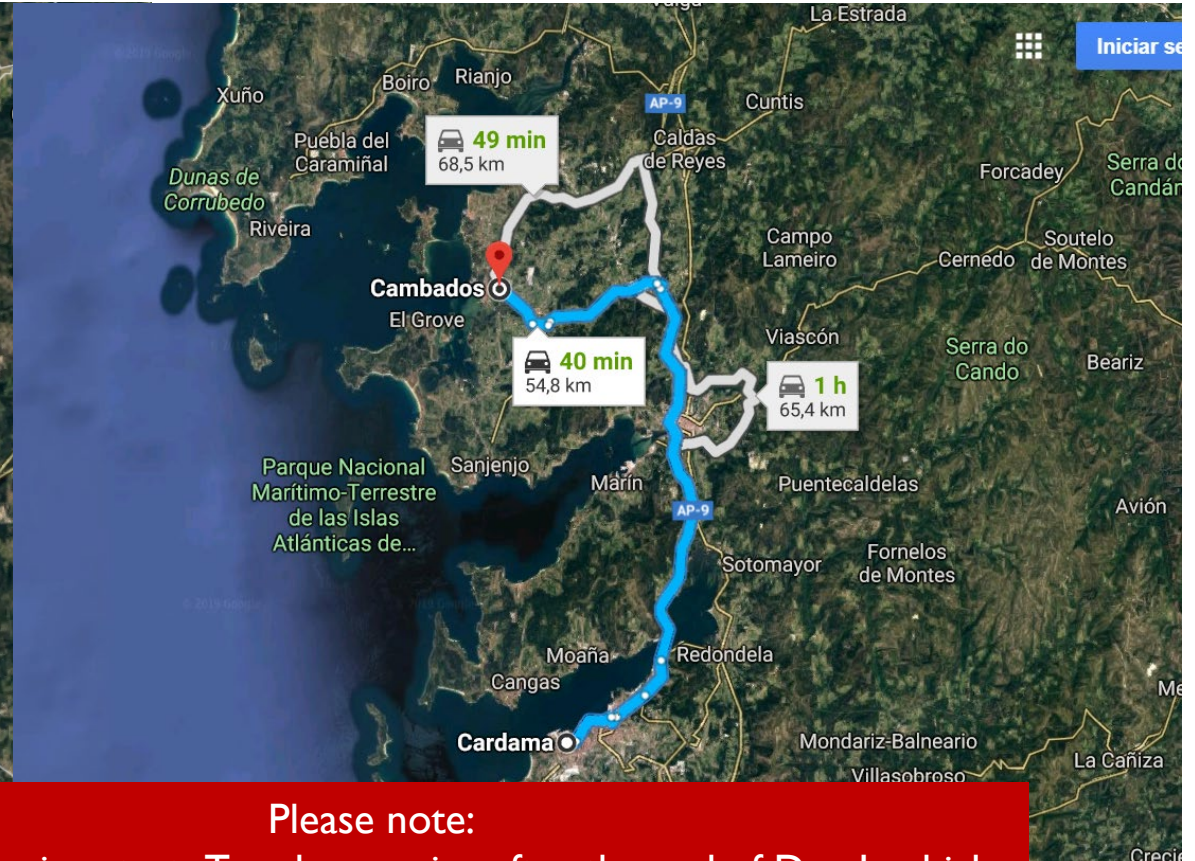 La Estrada
Iniciar se
Boiro
Rianjo
Xuño
AP-9
Cuntis
Puebla del
Caramiñal
49 min
68,5 km
Caldas
de Reyes
Forcadey
Serra do
Candán
Dunas de
Corrubedo
Riveira
Campo
Lameiro
Cernedo
Soutelo
de Montes
Cambados
El Grove
Viascón
Serra do
Cando
Beariz
40 min
54,8 km
1 h
65,4 km
Sanjenjo
Marín
Parque Nacional
Marítimo-Terrestre
de las Islas
Atlánticas de...
Puentecaldelas
Avión
AP-9
Sotomayor
Fornelos
de Montes
Moaña
Redondela
Cangas
Cardama
Mondariz-Balneario
La Cañiza
Villasobroso
Please note: